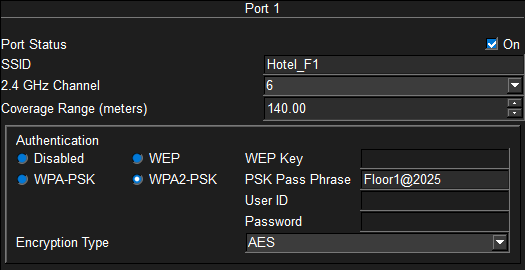 Port 1
Port Status On
SSID Hotel_F1
2.4 GHz Channel 6
Coverage Range (meters) 140.00
Authentication
Disabled WEP WEP Key
WPA-PSK WPA2-PSK PSK Pass Phrase Floor1@2025
User ID
Password
Encryption Type AES